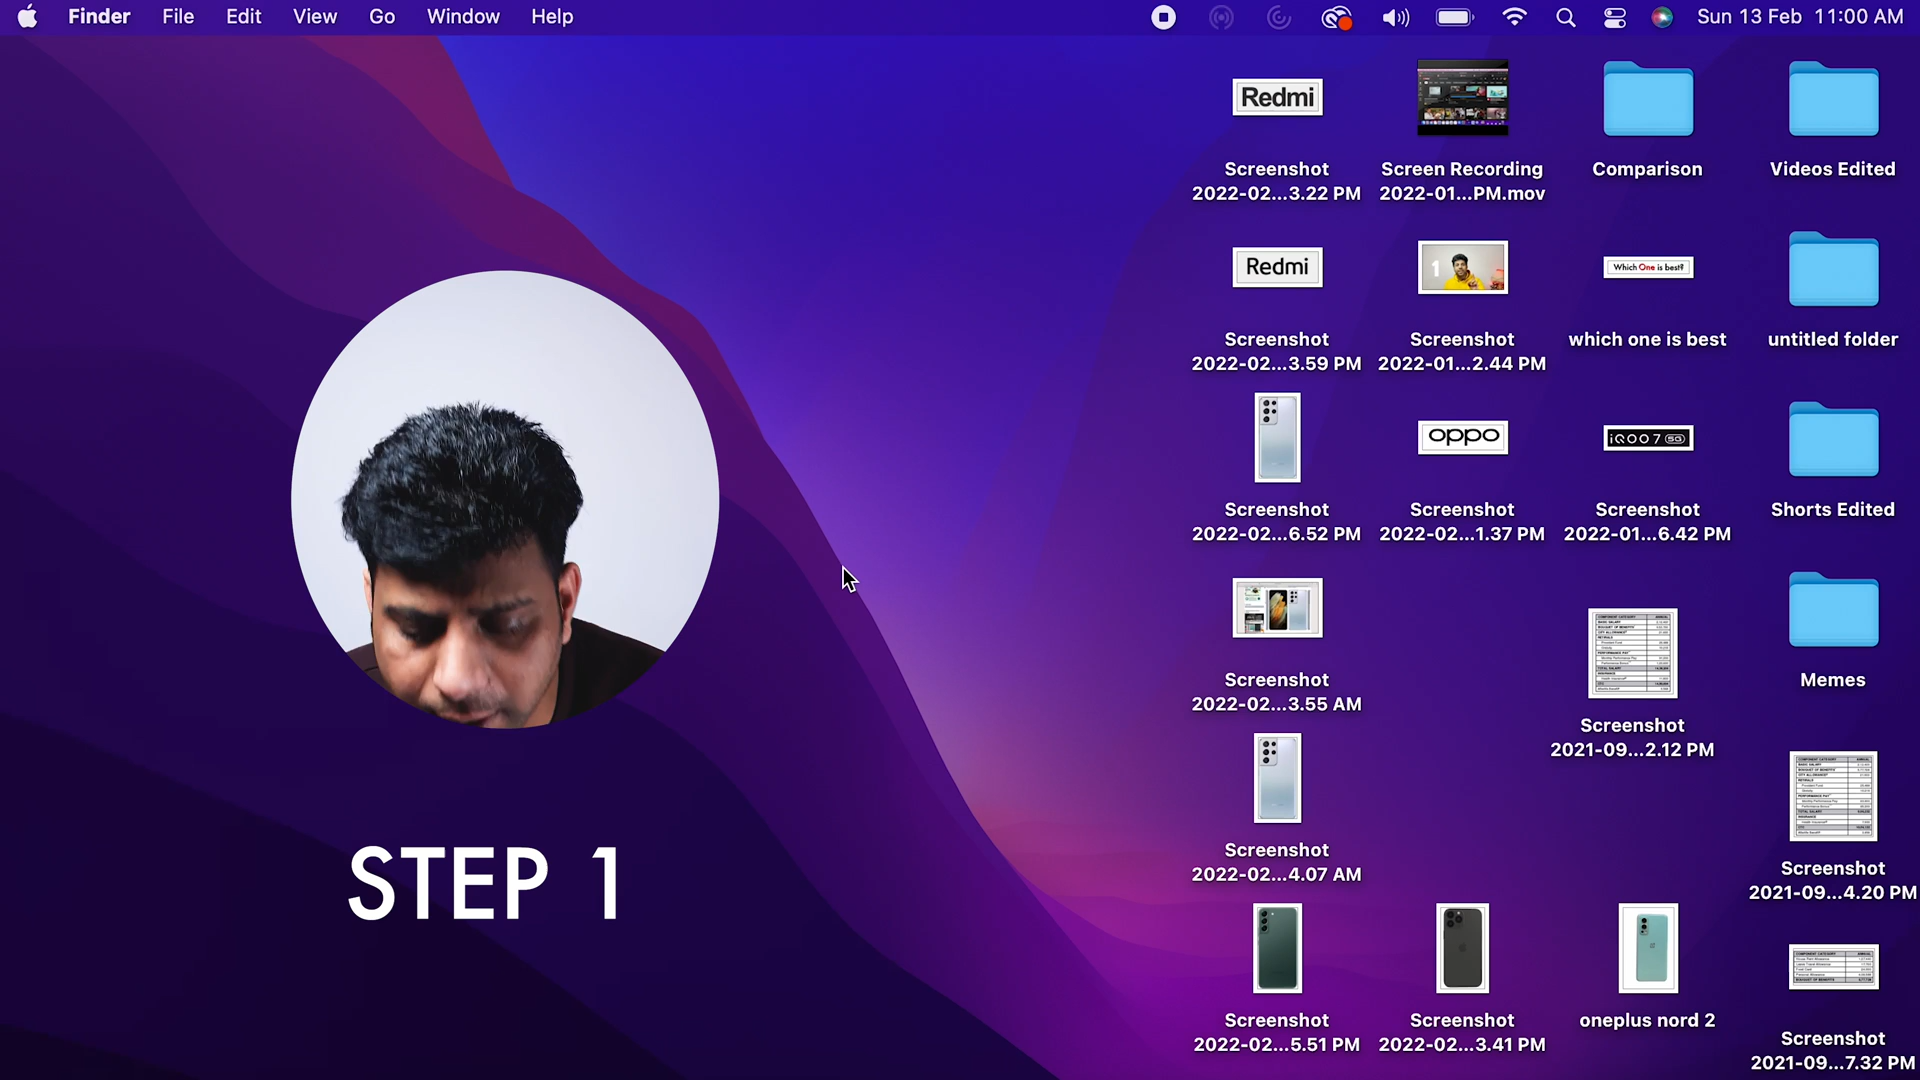 Finder File Edit View Go Window Help Sun 13 Feb 11:00 AM
Redmi
Screenshot
2022-02...3.22 PM
Screen Recording
2022-01...PM.mov
Comparison
Videos Edited
Redmi
Screenshot
2022-02...3.59 PM
1
Screenshot
2022-01...2.44 PM
Which One is best?
which one is best
untitled folder
Screenshot
2022-02...6.52 PM
oppo
Screenshot
2022-02...1.37 PM
iQOO 7 5G
Screenshot
2022-01...6.42 PM
Shorts Edited
Screenshot
2022-02...3.55 AM
Screenshot
2021-09...2.12 PM
Memes
Screenshot
2022-02...4.07 AM
Screenshot
2021-09...4.20 PM
STEP 1
Screenshot
2022-02...5.51 PM
Screenshot
2022-02...3.41 PM
oneplus nord 2
Screenshot
2021-09...7.32 PM